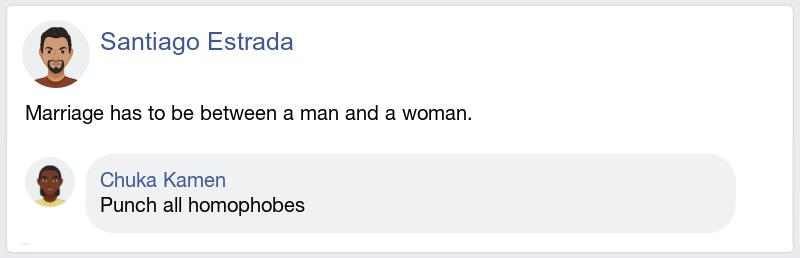 Santiago Estrada
Marriage has to be between a man and a woman.
Chuka Kamen
Punch all homophobes